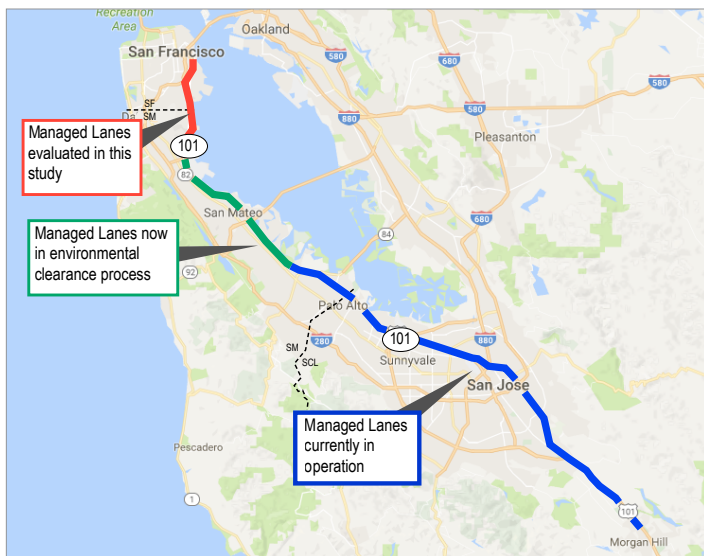 Recreation
Area
San Francisco
Oakland
580
680
580
SF
SM
Da
880
Managed Lanes
evaluated in this
study
101
Pleasanton
82
680
San Mateo
84
Managed Lanes now
in environmental
clearance process
92
Palo Alto
101
280
SM
SCL
Sunnyvale
880
San Jose
Managed Lanes
currently in
operation
Pescadero
1
101
Morgan Hill